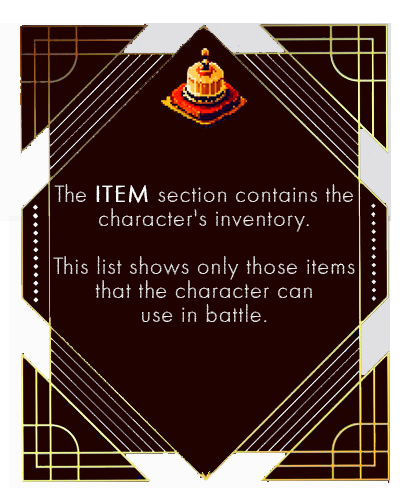 The ITEM section contains the
character's inventory.
This list shows only those items
that the character can
use in battle.